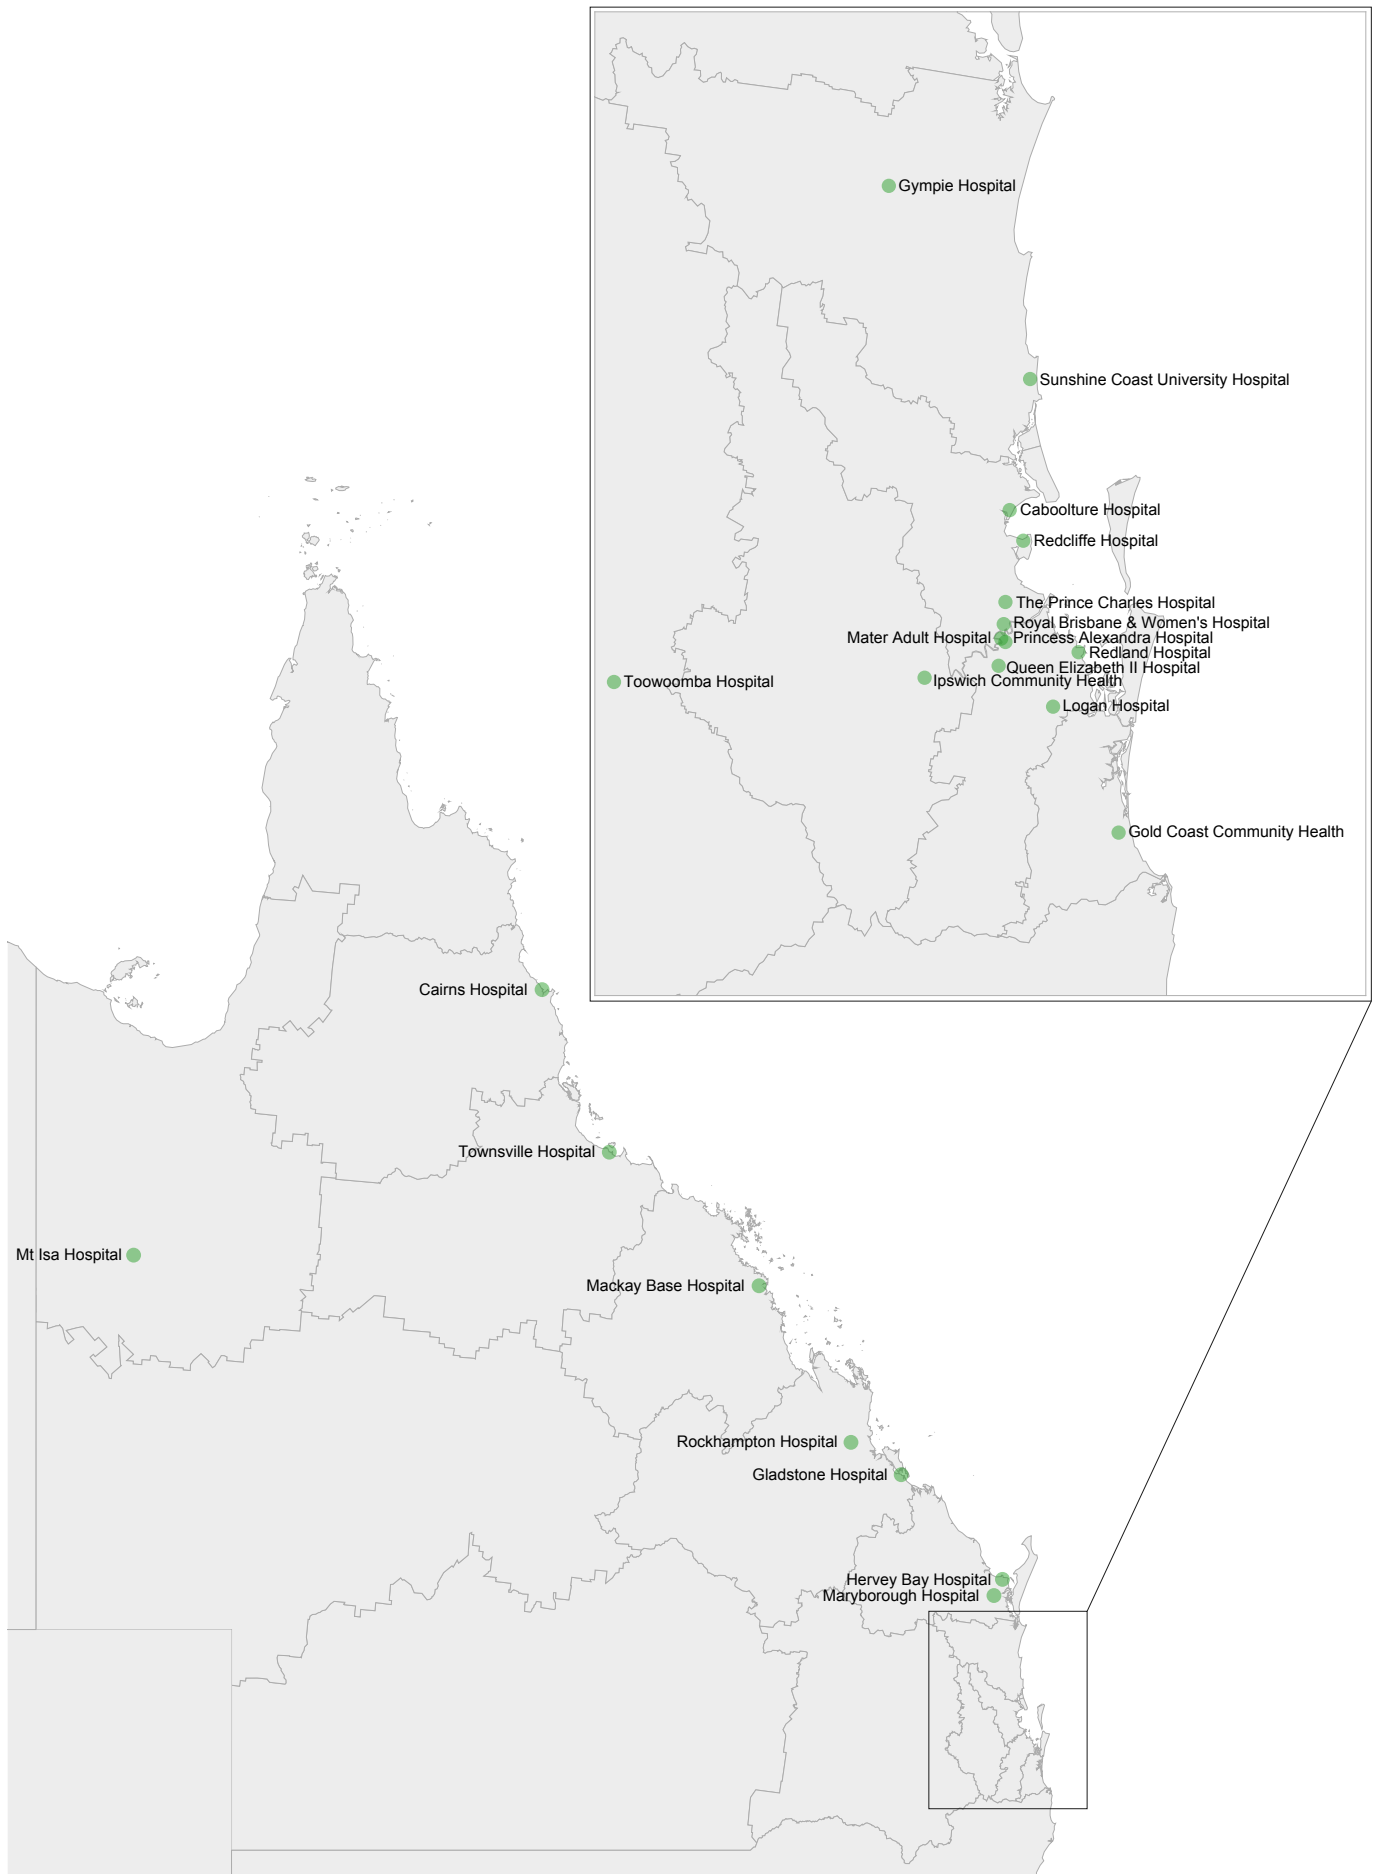 Gympie Hospital
Sunshine Coast University Hospital
Caboolture Hospital
Redcliffe Hospital
The Prince Charles Hospital
Royal Brisbane & Women's Hospital
Mater Adult Hospital
Princess Alexandra Hospital
Redland Hospital
Queen Elizabeth II Hospital
Ipswich Community Health
Toowoomba Hospital
Logan Hospital
Gold Coast Community Health
Cairns Hospital
Townsville Hospital
Mt Isa Hospital
Mackay Base Hospital
Rockhampton Hospital
Gladstone Hospital
Hervey Bay Hospital
Maryborough Hospital